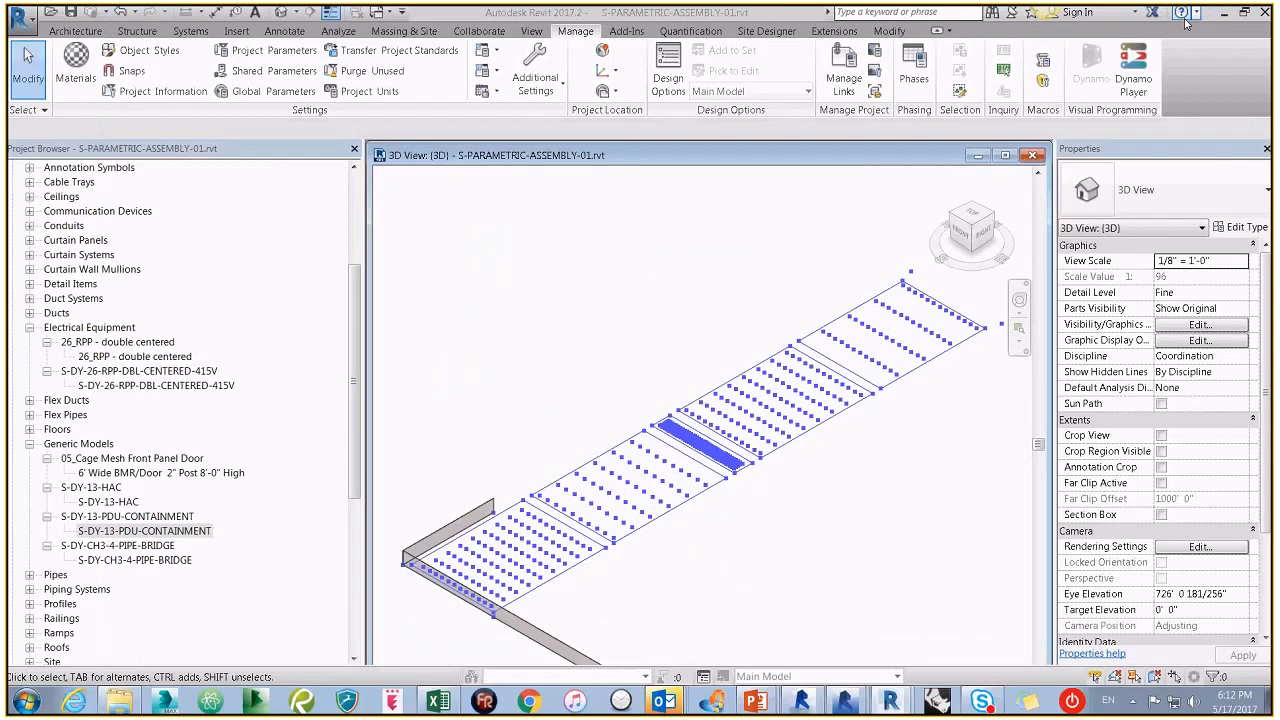 Autodesk Revit 2017.2 - S-PARAMETRIC-ASSEMBLY-01.rvt
Type a keyword or phrase
Sign In
Architecture Structure Systems Insert Annotate Analyze Massing & Site Collaborate View Manage Add-Ins Quantification Site Designer Extensions Modify
Modify
Materials
Object Styles
Snaps
Project Information
Project Parameters
Shared Parameters
Global Parameters
Transfer Project Standards
Purge Unused
Project Units
Additional Settings
Design Options
Add to Set
Pick to Edit
Main Model
Manage Links
Phases
Dynamo
Dynamo Player
Select
Settings
Project Location
Design Options
Manage Project
Phasing
Selection
Inquiry
Macros
Visual Programming
Project Browser - S-PARAMETRIC-ASSEMBLY-01.rvt
Annotation Symbols
Cable Trays
Ceilings
Communication Devices
Conduits
Curtain Panels
Curtain Systems
Curtain Wall Mullions
Detail Items
Duct Systems
Ducts
Electrical Equipment
26_RPP - double centered
26_RPP - double centered
S-DY-26-RPP-DBL-CENTERED-415V
S-DY-26-RPP-DBL-CENTERED-415V
Flex Ducts
Flex Pipes
Floors
Generic Models
05_Cage Mesh Front Panel Door
6' Wide BMR/Door 2" Post 8'-0" High
S-DY-13-HAC
S-DY-13-HAC
S-DY-13-PDU-CONTAINMENT
S-DY-13-PDU-CONTAINMENT
S-DY-CH3-4-PIPE-BRIDGE
S-DY-CH3-4-PIPE-BRIDGE
Pipes
Piping Systems
Profiles
Railings
Ramps
Roofs
Site
3D View: {3D} - S-PARAMETRIC-ASSEMBLY-01.rvt
TOP
FRONT
RIGHT
Properties
3D View
3D View: {3D}
Edit Type
Graphics
View Scale 1/8" = 1'-0"
Scale Value 1: 96
Detail Level Fine
Parts Visibility Show Original
Visibility/Graphics ... Edit...
Graphic Display O... Edit...
Discipline Coordination
Show Hidden Lines By Discipline
Default Analysis Di... None
Sun Path
Extents
Crop View
Crop Region Visible
Annotation Crop
Far Clip Active
Far Clip Offset 1000' 0"
Section Box
Camera
Rendering Settings Edit...
Locked Orientation
Perspective
Eye Elevation 726' 0 181/256"
Target Elevation 0' 0"
Camera Position Adjusting
Identity Data
Properties help
Apply
Click to select, TAB for alternates, CTRL adds, SHIFT unselects.
:0
Main Model
:0
EN
6:12 PM
5/17/2017